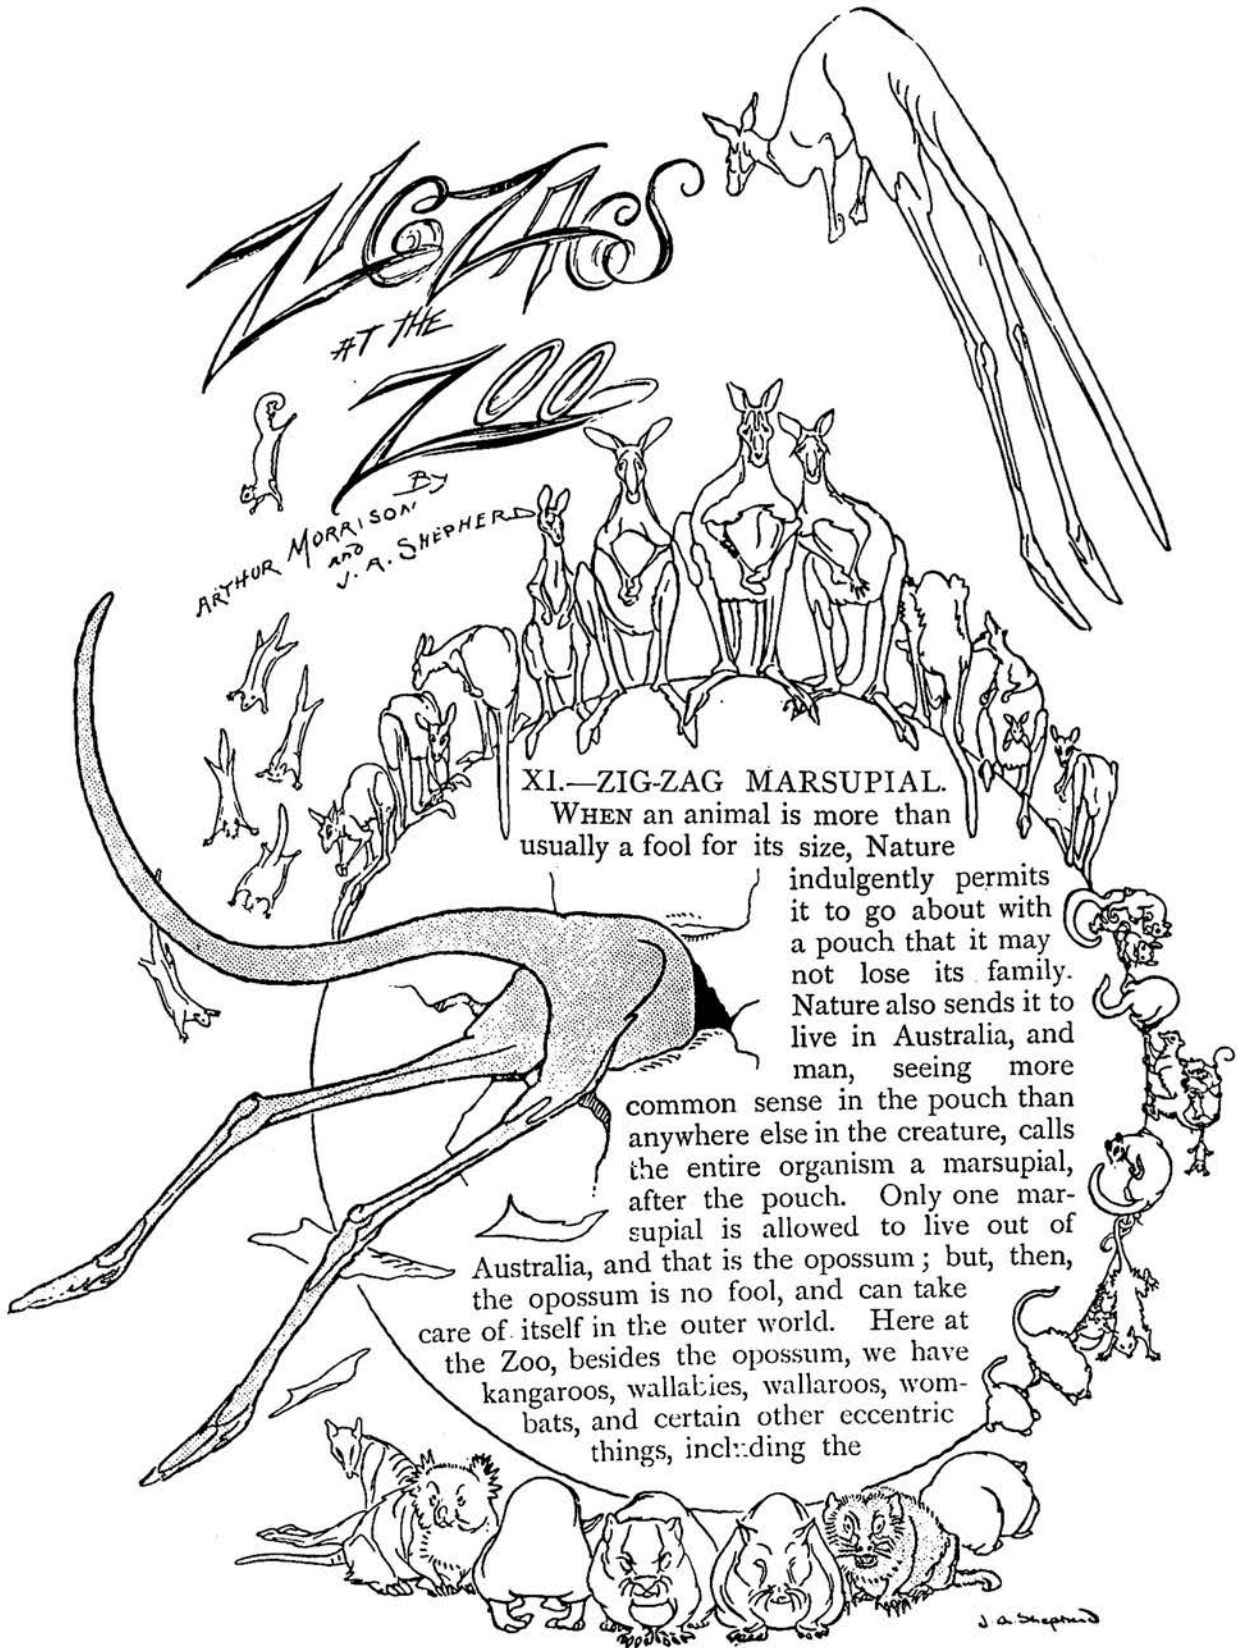 ZIG ZAGS
AT THE
ZOO
BY
ARTHUR MORRISON
and
J. A. SHEPHERD
XI.—ZIG-ZAG MARSUPIAL.
WHEN an animal is more than
usually a fool for its size, Nature
indulgently permits
it to go about with
a pouch that it may
not lose its family.
Nature also sends it to
live in Australia, and
man, seeing more
common sense in the pouch than
anywhere else in the creature, calls
the entire organism a marsupial,
after the pouch. Only one mar-
supial is allowed to live out of
Australia, and that is the opossum; but, then,
the opossum is no fool, and can take
care of itself in the outer world. Here at
the Zoo, besides the opossum, we have
kangaroos, wallabies, wallaroos, wom-
bats, and certain other eccentric
things, including the
J. A. Shepherd